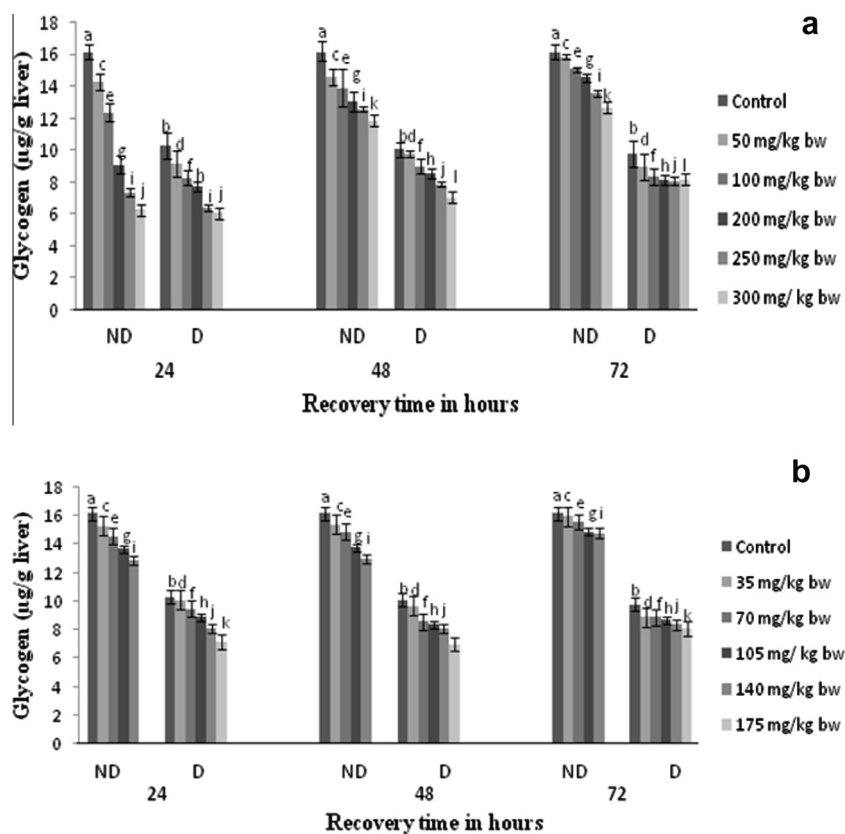 a
18
16
14
12
10
8
6
4
2
0
Glycogen (µg/g liver)
a c e g i j b d f b i j
a c e g i k b d f h j l
a c e g i k b d f h j l
ND D ND D ND D
24 48 72
Recovery time in hours
Control
50 mg/kg bw
100 mg/kg bw
200 mg/kg bw
250 mg/kg bw
300 mg/ kg bw
b
18
16
14
12
10
8
6
4
2
0
Glycogen (µg/g liver)
a c e g i b d f h j k
a c e g i b d f h j l
a c e g i b d f h j k
ND D ND D ND D
24 48 72
Recovery time in hours
Control
35 mg/kg bw
70 mg/kg bw
105 mg/ kg bw
140 mg/kg bw
175 mg/kg bw